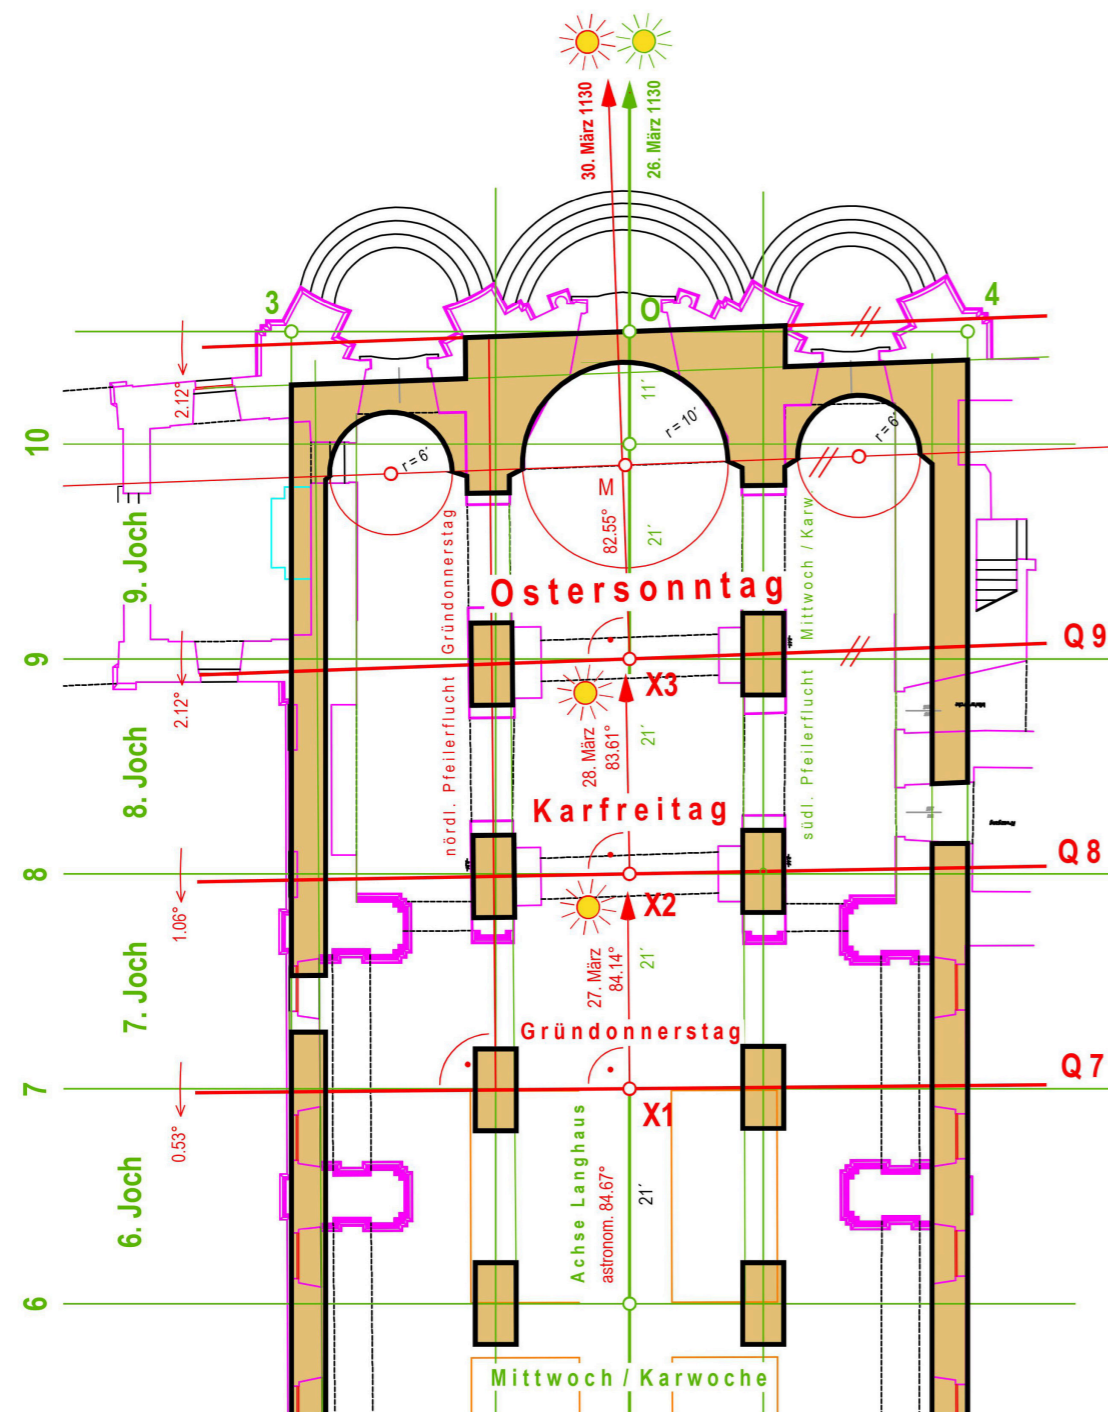 30. März 1130
26. März 1130
3
O
4
2.12°
11´
10
r = 6´
r = 10´
r = 6´
M
82.55°
21´
9. Joch
nördl. Pfeilerflucht Gründonnerstag
südl. Pfeilerflucht Mittwoch / Karw.
Ostersonntag
Q 9
9
X3
2.12°
28. März
83.61°
21´
8. Joch
Karfreitag
Q 8
8
X2
1.06°
27. März
84.14°
21´
7. Joch
Gründonnerstag
Q 7
7
X1
0.53°
Achse Langhaus
astronom. 84.67°
21´
6. Joch
6
Mittwoch / Karwoche